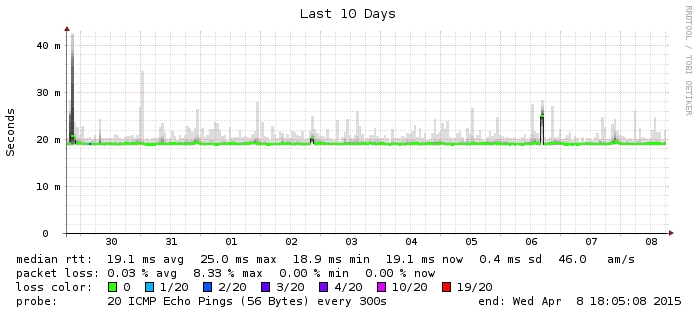 Last 10 Days
RRDTOOL / TOBI OETIKER
Seconds
40 m
30 m
20 m
10 m
0
30 31 01 02 03 04 05 06 07 08
median rtt: 19.1 ms avg 25.0 ms max 18.9 ms min 19.1 ms now 0.4 ms sd 46.0 am/s
packet loss: 0.03 % avg 8.33 % max 0.00 % min 0.00 % now
loss color: 0 1/20 2/20 3/20 4/20 10/20 19/20
probe: 20 ICMP Echo Pings (56 Bytes) every 300s end: Wed Apr 8 18:05:08 2015